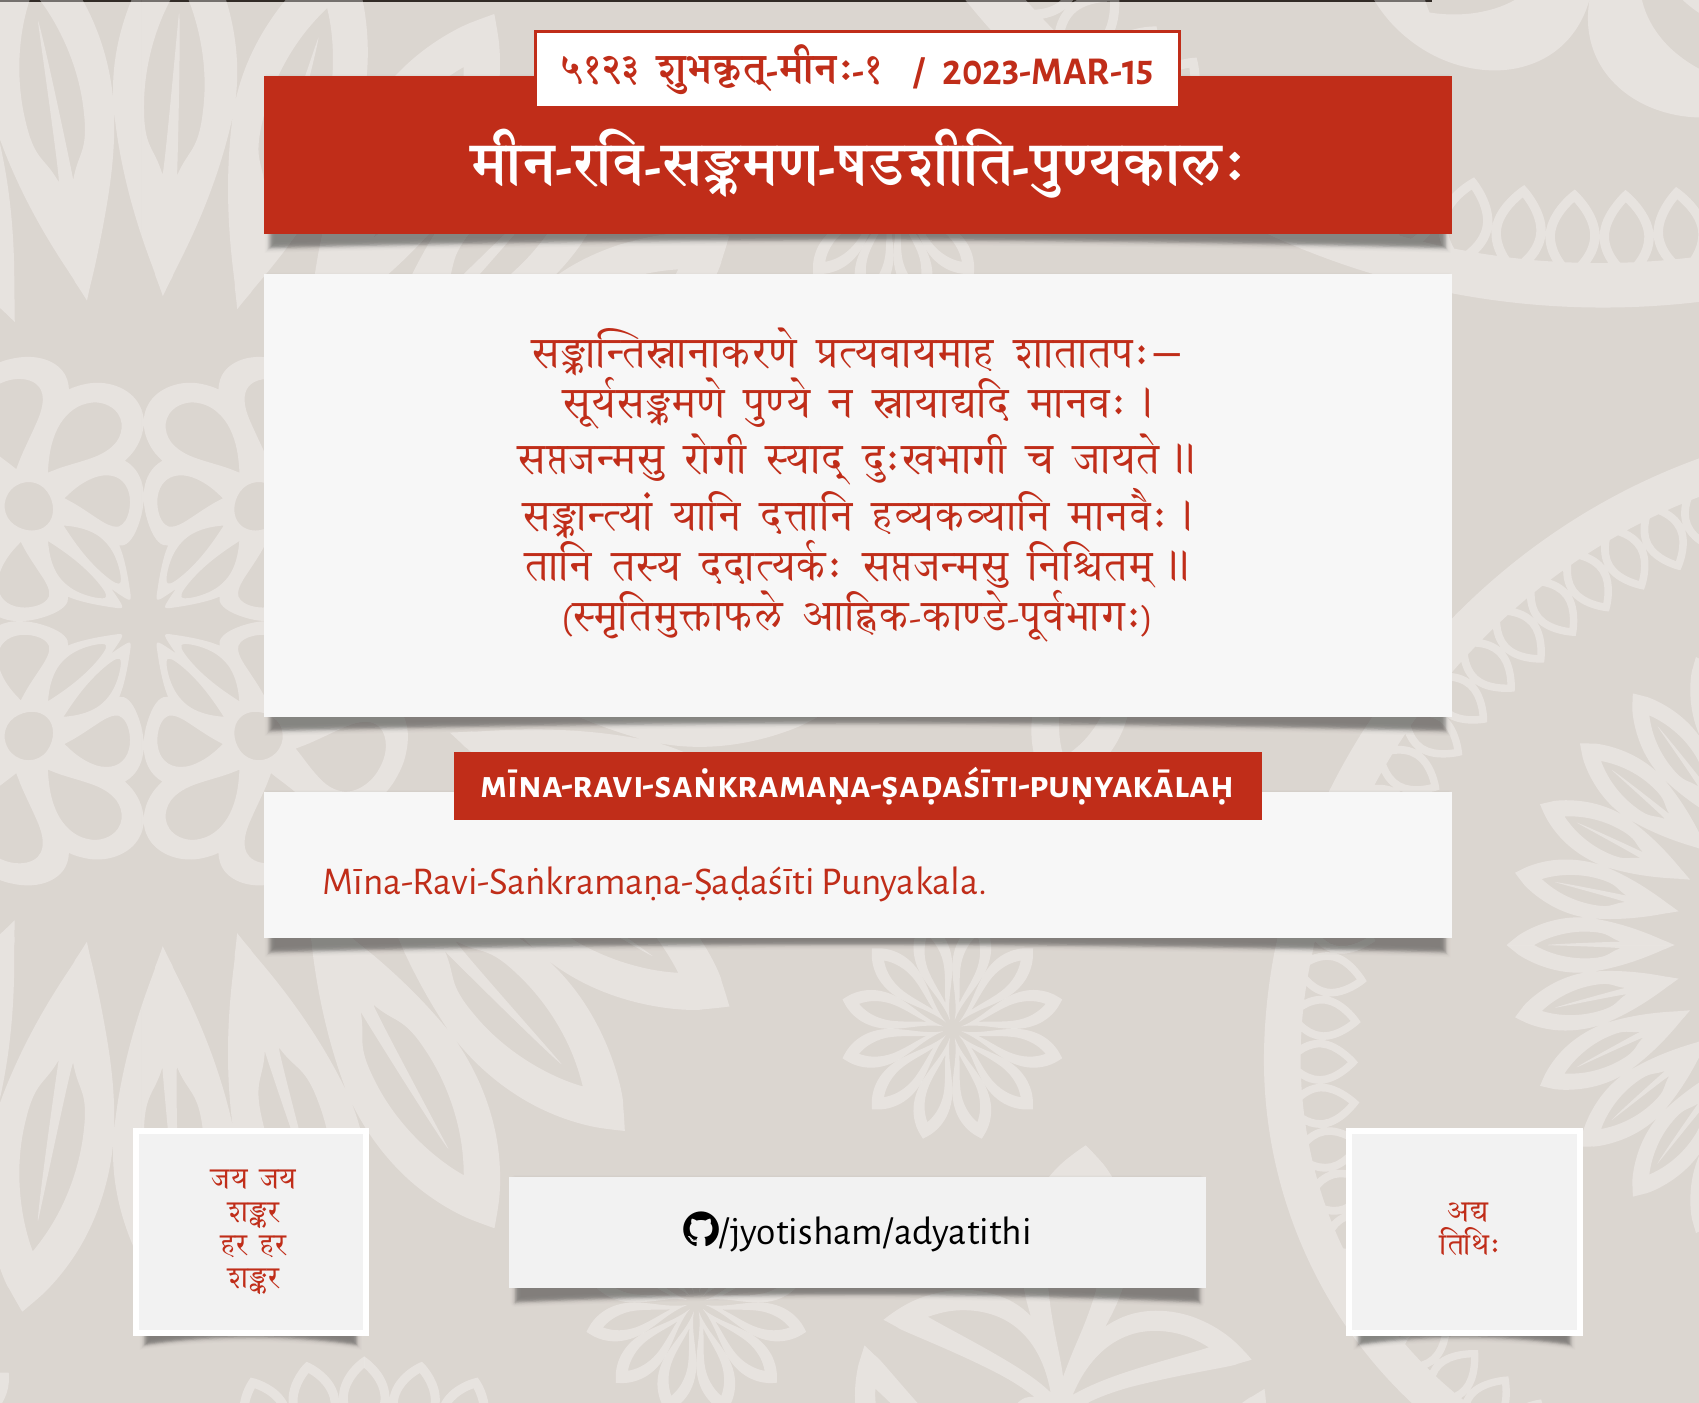 ५१२३ शुभकृत्-मीनः-१ / 2023-MAR-15
मीन-रवि-सङ्क्रमण-षडशीति-पुण्यकालः
सङ्क्रान्तिस्नानाकरणे प्रत्यवायमाह शातातपः—
सूर्यसङ्क्रमणे पुण्ये न स्नायाद्यदि मानवः ।
सप्तजन्मसु रोगी स्याद् दुःखभागी च जायते ॥
सङ्क्रान्त्यां यानि दत्तानि हव्यकव्यानि मानवैः ।
तानि तस्य ददात्यर्कः सप्तजन्मसु निश्चितम् ॥
(स्मृतिमुक्ताफले आह्निक-काण्डे-पूर्वभागः)
MĪNA-RAVI-SAṄKRAMAṆA-ṢAḌAŚĪTI-PUṆYAKĀLAḤ
Mīna-Ravi-Saṅkramaṇa-Ṣaḍaśīti Punyakala.
जय जय
शङ्कर
हर हर
शङ्कर
/jyotisham/adyatithi
अद्य
तिथिः